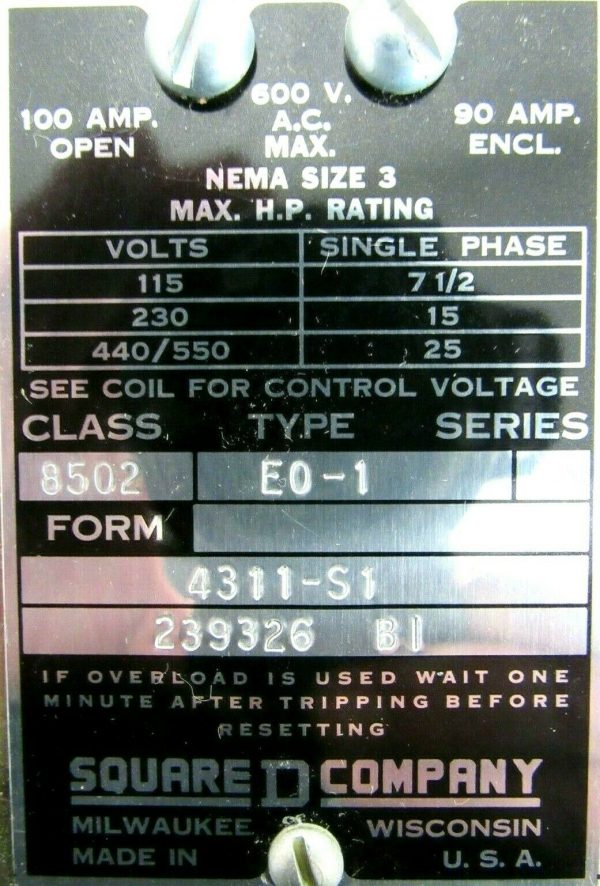 100 AMP. 600 V. 90 AMP.
OPEN A.C. ENCL.
MAX.
NEMA SIZE 3
MAX. H.P. RATING
VOLTS SINGLE PHASE
115 7 1/2
230 15
440/550 25
SEE COIL FOR CONTROL VOLTAGE
CLASS TYPE SERIES
8502 EO-1
FORM
4311-S1
239326 BI
IF OVERLOAD IS USED WAIT ONE
MINUTE AFTER TRIPPING BEFORE
RESETTING
SQUARE D COMPANY
MILWAUKEE WISCONSIN
MADE IN U.S.A.